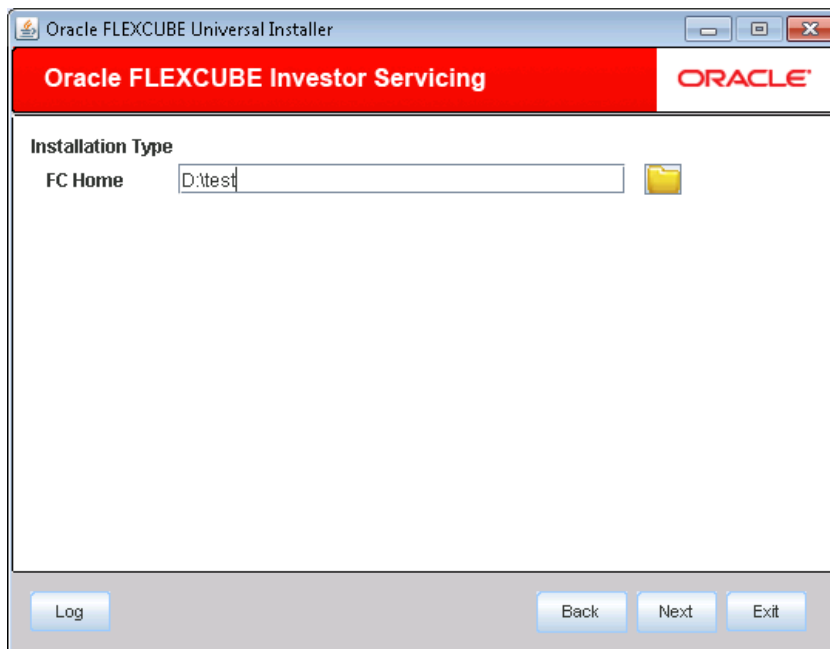 Oracle FLEXCUBE Universal Installer
Oracle FLEXCUBE Investor Servicing
ORACLE
Installation Type
FC Home D:\test
Log Back Next Exit